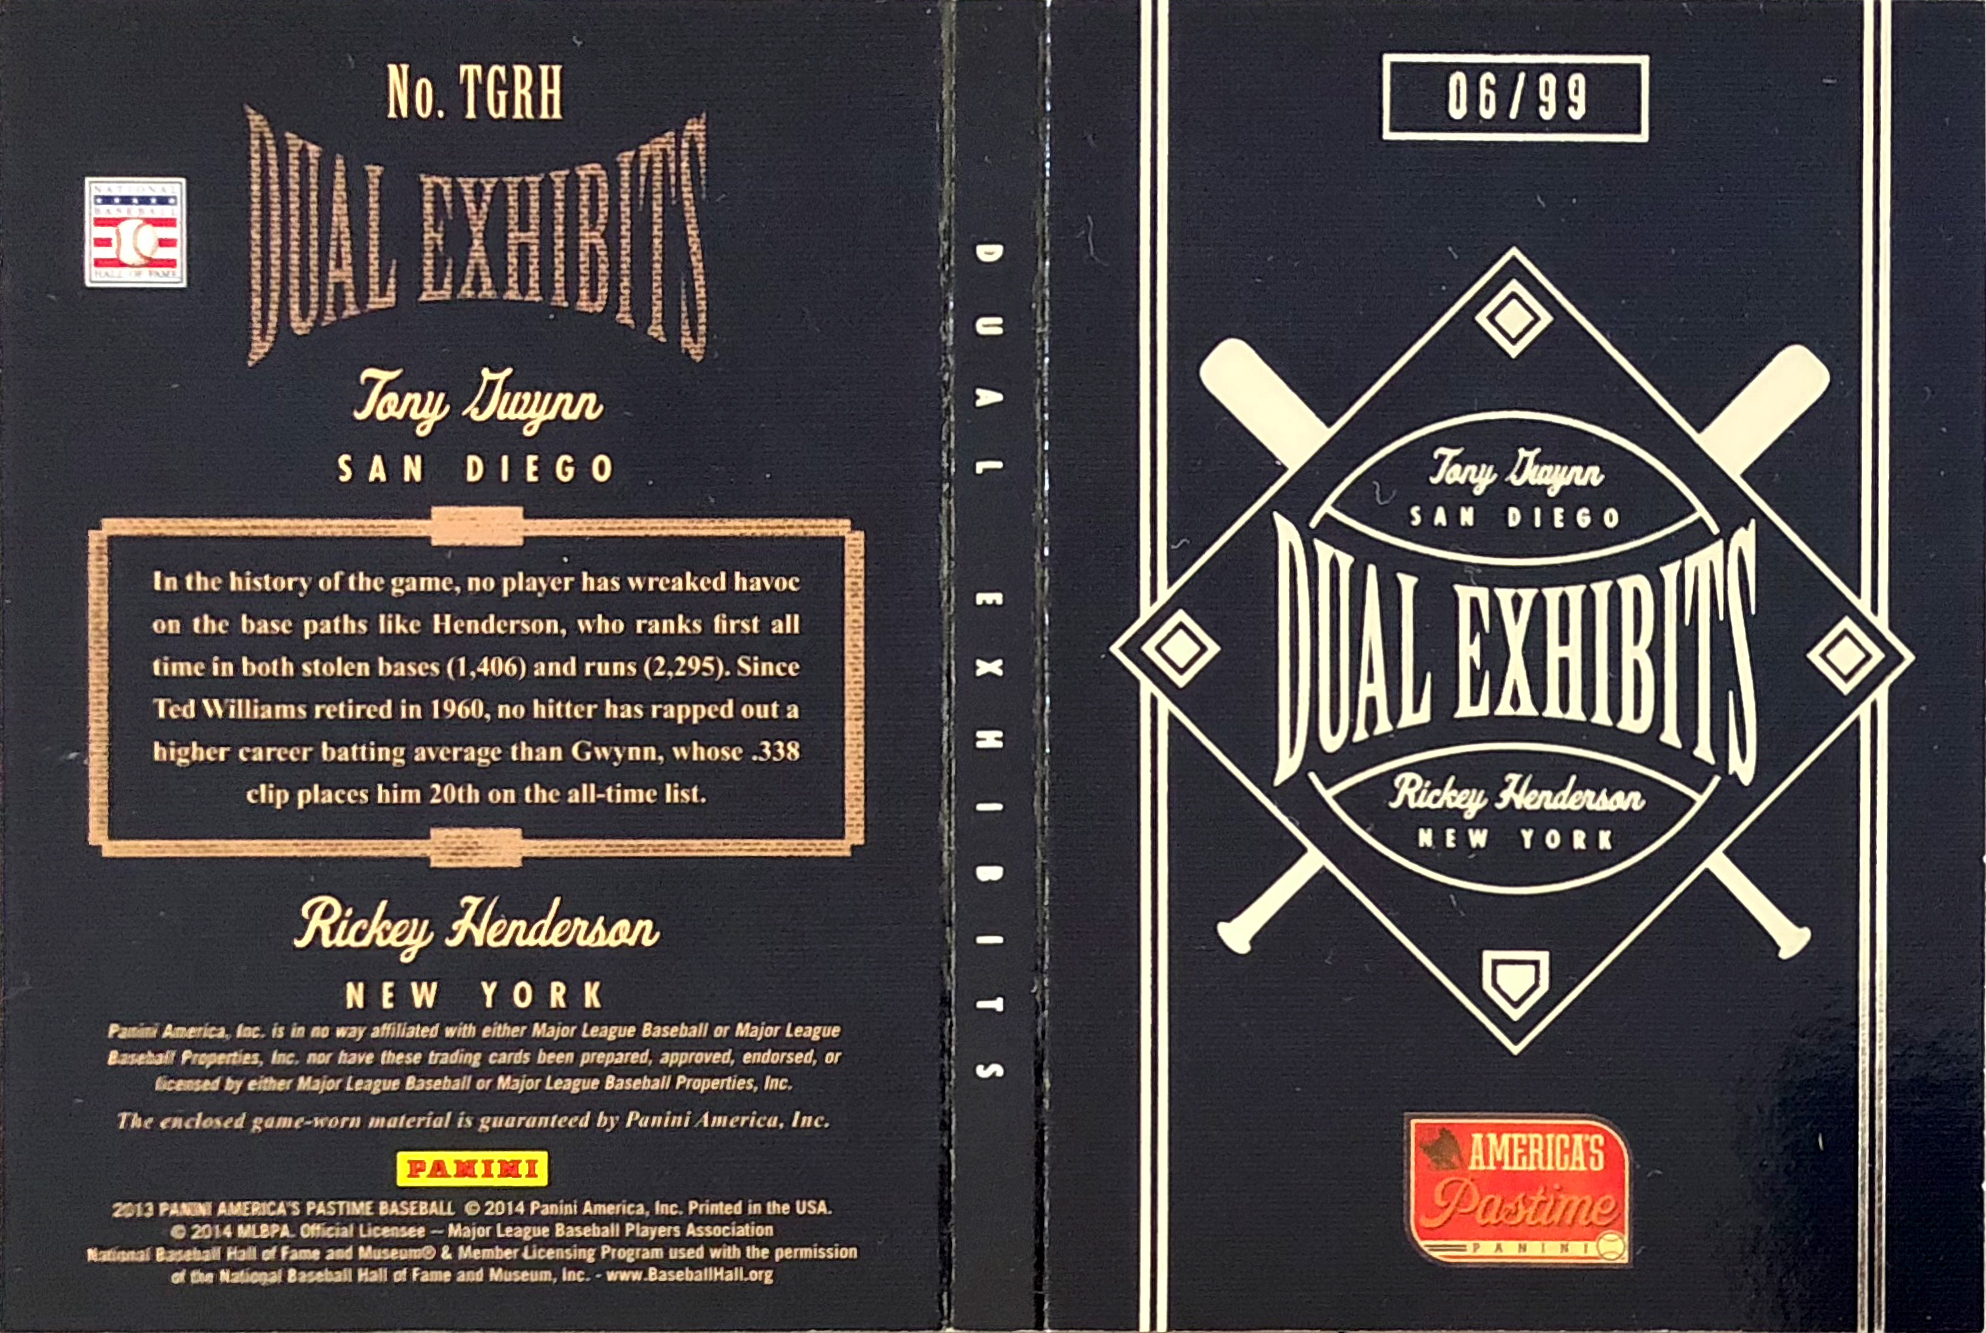 No. TGRH
NATIONAL
BASEBALL
HALL OF FAME
DUAL EXHIBITS
Tony Gwynn
SAN DIEGO
In the history of the game, no player has wreaked havoc
on the base paths like Henderson, who ranks first all
time in both stolen bases (1,406) and runs (2,295). Since
Ted Williams retired in 1960, no hitter has rapped out a
higher career batting average than Gwynn, whose .338
clip places him 20th on the all-time list.
Rickey Henderson
NEW YORK
Panini America, Inc. is in no way affiliated with either Major League Baseball or Major League
Baseball Properties, Inc. nor have these trading cards been prepared, approved, endorsed, or
licensed by either Major League Baseball or Major League Baseball Properties, Inc.
The enclosed game-worn material is guaranteed by Panini America, Inc.
PANINI
2013 PANINI AMERICA'S PASTIME BASEBALL © 2014 Panini America, Inc. Printed in the USA.
© 2014 MLBPA. Official Licensee – Major League Baseball Players Association
National Baseball Hall of Fame and Museum® & Member Licensing Program used with the permission
of the National Baseball Hall of Fame and Museum, Inc. - www.BaseballHall.org
DUAL EXHIBITS
06/99
Tony Gwynn
SAN DIEGO
DUAL EXHIBITS
Rickey Henderson
NEW YORK
AMERICA'S
Pastime
PANINI